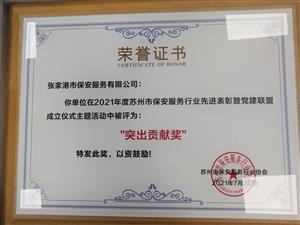 荣誉证书
CERTIFICATE OF HONOR
张家港市保安服务有限公司：
你单位在2021年度苏州市保安服务行业先进表彰暨党建联盟
成立仪式主题活动中被评为：
"突出贡献奖"
特发此奖，以资鼓励！
苏州市保安服务行业协会
2021年7月